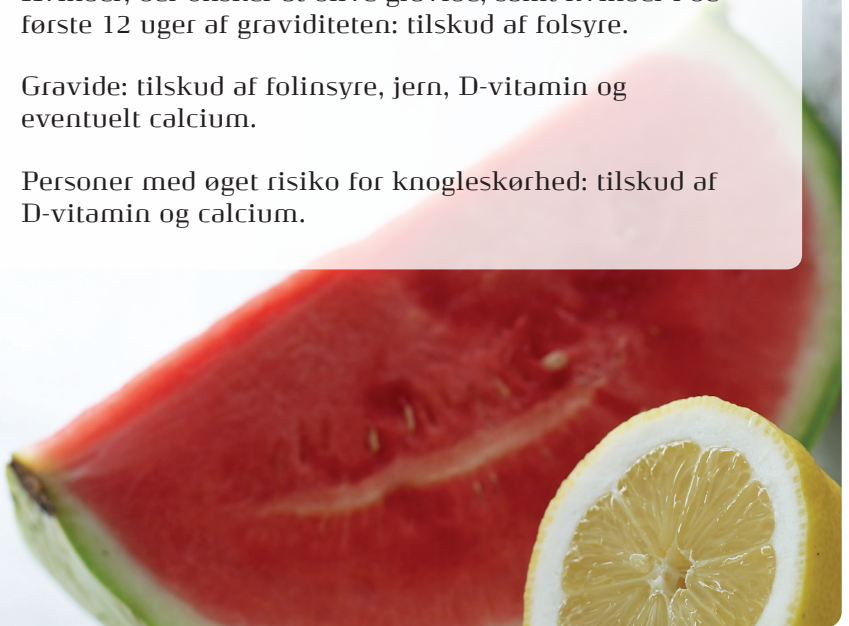 første 12 uger af graviditeten: tilskud af folsyre.
Gravide: tilskud af folinsyre, jern, D-vitamin og
eventuelt calcium.
Personer med øget risiko for knogleskørhed: tilskud af
D-vitamin og calcium.